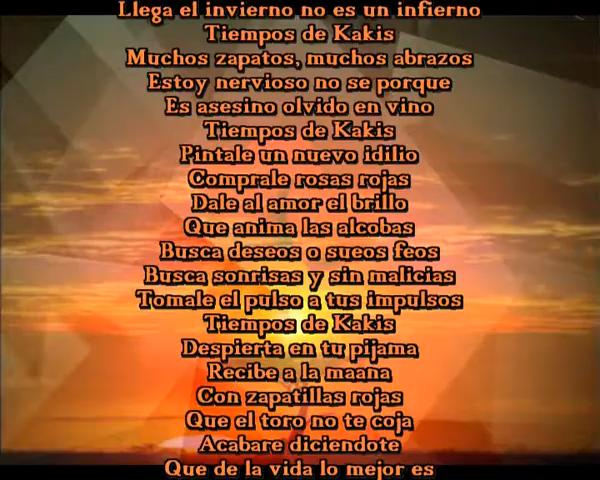 Llega el invierno no es un infierno
Tiempos de Kakis
Muchos zapatos, muchos abrazos
Estoy nervioso no se porque
Es asesino olvido en vino
Tiempos de Kakis
Pintale un nuevo idilio
Comprale rosas rojas
Dale al amor el brillo
Que anima las alcobas
Busca deseos o sueos feos
Busca sonrisas y sin malicias
Tomale el pulso a tus impulsos
Tiempos de Kakis
Despierta en tu pijama
Recibe a la maana
Con zapatillas rojas
Que el toro no te coja
Acabare diciendote
Que de la vida lo mejor es